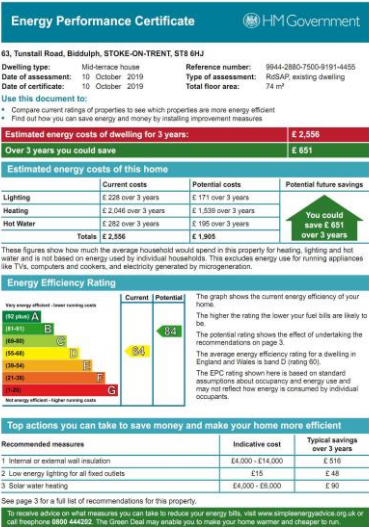 Energy Performance Certificate
HM Government
63, Tunstall Road, Biddulph, STOKE-ON-TRENT, ST8 6HJ
Dwelling type: Mid-terrace house
Reference number: 9944-2880-7500-9191-4455
Date of assessment: 10 October 2019
Type of assessment: RdSAP, existing dwelling
Date of certificate: 10 October 2019
Total floor area: 74 m²
Use this document to:
• Compare current ratings of properties to see which properties are more energy efficient
• Find out how you can save energy and money by installing improvement measures
Estimated energy costs of dwelling for 3 years: £ 2,556
Over 3 years you could save £ 651
Estimated energy costs of this home
Current costs Potential costs Potential future savings
Lighting £ 228 over 3 years £ 171 over 3 years
Heating £ 2,046 over 3 years £ 1,539 over 3 years
Hot Water £ 282 over 3 years £ 195 over 3 years
Totals £ 2,556 £ 1,905
You could
save £ 651
over 3 years
These figures show how much the average household would spend in this property for heating, lighting and hot
water and is not based on energy used by individual households. This excludes energy use for running appliances
like TVs, computers and cookers, and electricity generated by microgeneration.
Energy Efficiency Rating
Current Potential
Very energy efficient - lower running costs
(92 plus) A
(81-91) B
(69-80) C
(55-68) D
(39-54) E
(21-38) F
(1-20) G
Not energy efficient - higher running costs
64
84
The graph shows the current energy efficiency of your
home.
The higher the rating the lower your fuel bills are likely to
be.
The potential rating shows the effect of undertaking the
recommendations on page 3.
The average energy efficiency rating for a dwelling in
England and Wales is band D (rating 60).
The EPC rating shown here is based on standard
assumptions about occupancy and energy use and
may not reflect how energy is consumed by individual
occupants.
Top actions you can take to save money and make your home more efficient
Recommended measures Indicative cost Typical savings
over 3 years
1 Internal or external wall insulation £4,000 - £14,000 £ 516
2 Low energy lighting for all fixed outlets £15 £ 48
3 Solar water heating £4,000 - £6,000 £ 90
See page 3 for a full list of recommendations for this property.
To receive advice on what measures you can take to reduce your energy bills, visit www.simpleenergyadvice.org.uk or
call freephone 0800 444202. The Green Deal may enable you to make your home warmer and cheaper to run.